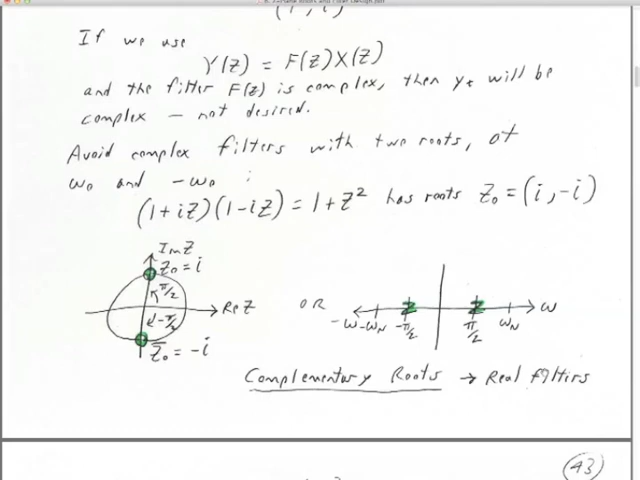 (i, i)
If we use
Y(Z) = F(Z)X(Z)
and the filter F(Z) is complex, then yₜ will be
complex — not desired.
Avoid complex filters with two roots, at
ω₀ and -ω₀ :
(1+iZ)(1-iZ) = 1+Z² has roots Z₀ = (i, -i)
Im Z
Z₀ = i
π/2
Re Z
-π/2
Z̄₀ = -i
OR
-ω -ωN -π/2 π/2 ωN ω
Complementary Roots → Real filters
(43)